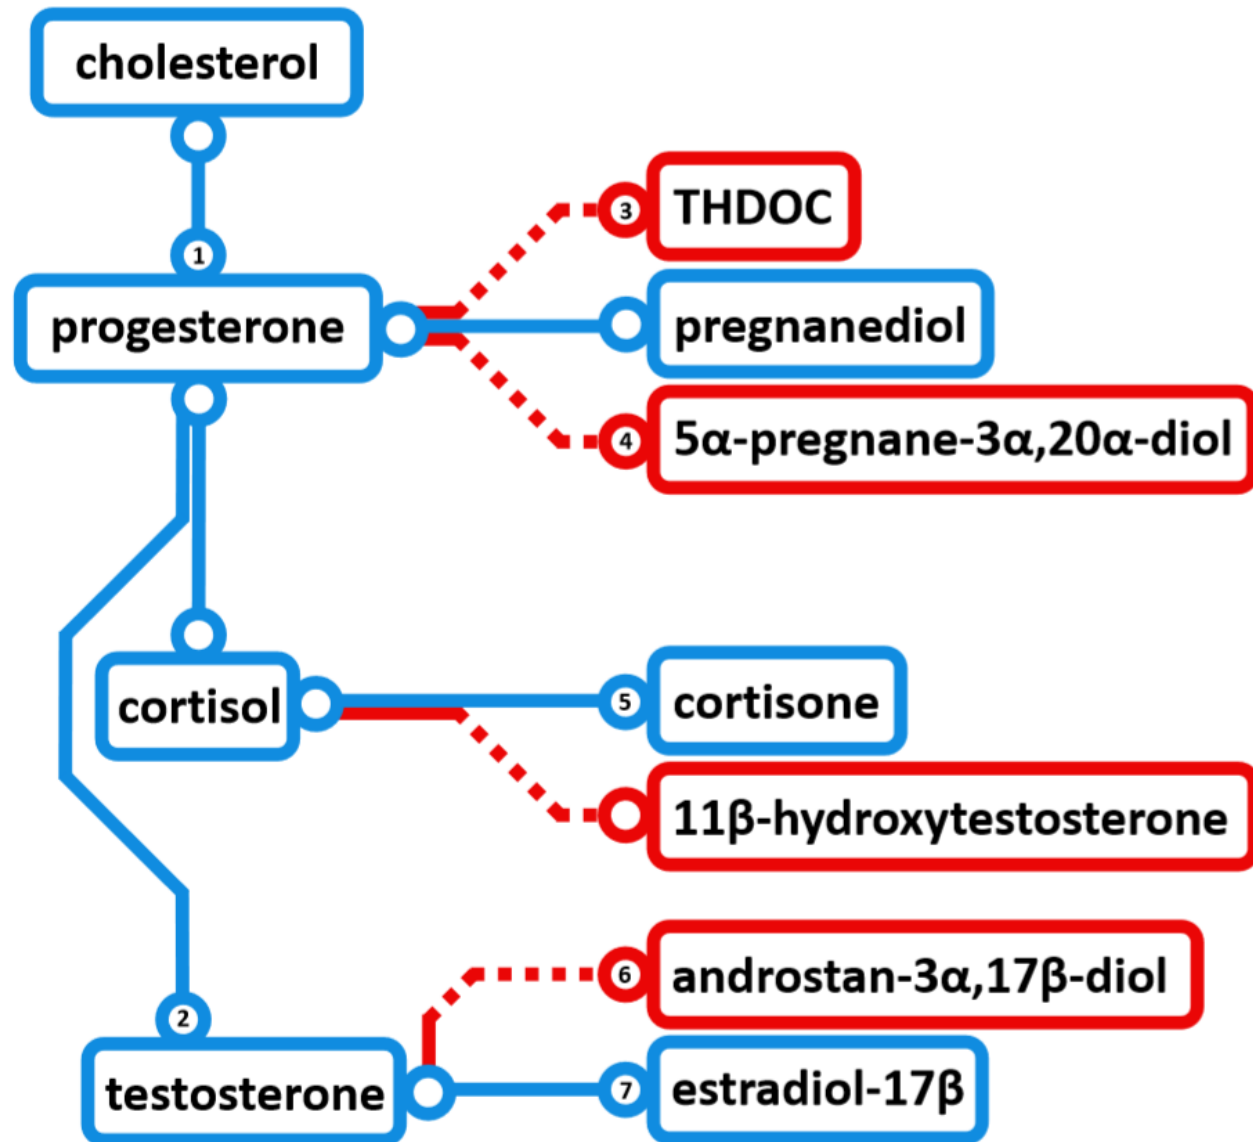 cholesterol
1
progesterone
3
THDOC
pregnanediol
4
5α-pregnane-3α,20α-diol
cortisol
5
cortisone
11β-hydroxytestosterone
2
testosterone
6
androstan-3α,17β-diol
7
estradiol-17β